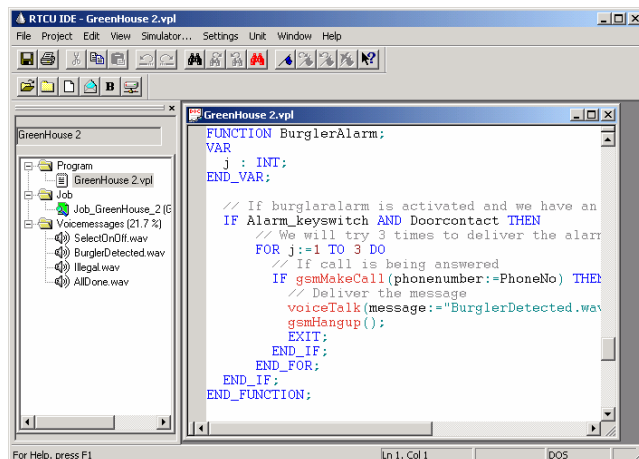 RTCU IDE - GreenHouse 2.vpl
File Project Edit View Simulator... Settings Unit Window Help
B
GreenHouse 2
Program
GreenHouse 2.vpl
Job
Job_GreenHouse_2 (G
Voicemessages (21.7 %)
SelectOnOff.wav
BurglerDetected.wav
Illegal.wav
AllDone.wav
GreenHouse 2.vpl
FUNCTION BurglerAlarm;
VAR
j : INT;
END_VAR;
// If burglaralarm is activated and we have an
IF Alarm_keyswitch AND Doorcontact THEN
// We will try 3 times to deliver the alar
FOR j:=1 TO 3 DO
// If call is being answered
IF gsmMakeCall(phonenumber:=PhoneNo) THEN
// Deliver the message
voiceTalk(message:="BurglerDetected.wav
gsmHangup();
EXIT;
END_IF;
END_FOR;
END_IF;
END_FUNCTION;
For Help, press F1
Ln 1, Col 1
DOS